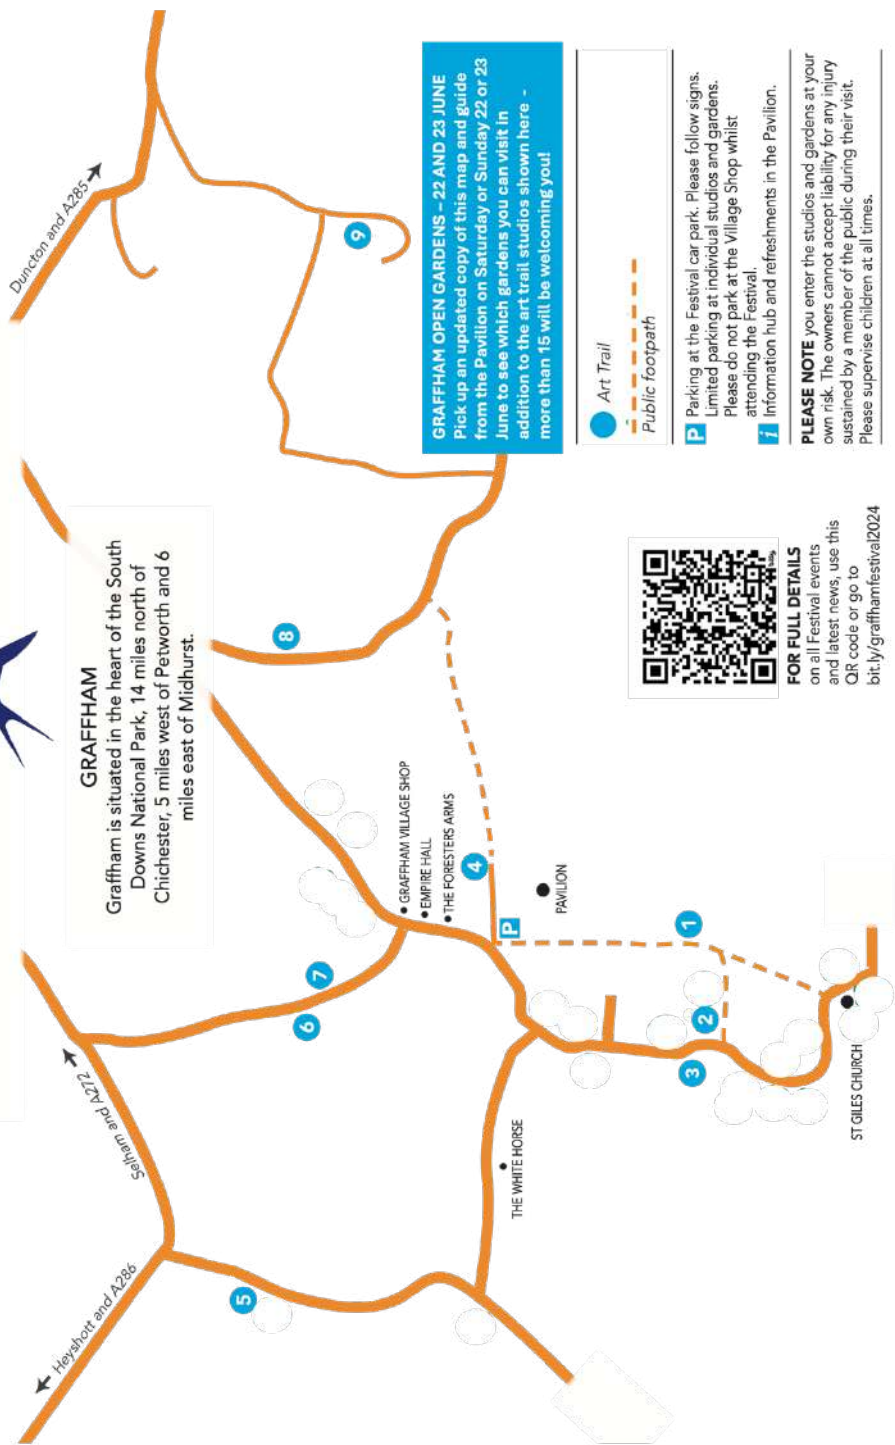 Heyshott and A286
Selham and A272
Duncton and A285
GRAFFHAM
Graffham is situated in the heart of the South
Downs National Park, 14 miles north of
Chichester, 5 miles west of Petworth and 6
miles east of Midhurst.
5
6
7
8
9
GRAFFHAM VILLAGE SHOP
EMPIRE HALL
THE FORESTERS ARMS
4
P
PAVILION
THE WHITE HORSE
1
2
3
ST GILES CHURCH
GRAFFHAM OPEN GARDENS – 22 AND 23 JUNE
Pick up an updated copy of this map and guide
from the Pavilion on Saturday or Sunday 22 or 23
June to see which gardens you can visit in
addition to the art trail studios shown here -
more than 15 will be welcoming you!
Art Trail
Public footpath
P Parking at the Festival car park. Please follow signs.
Limited parking at individual studios and gardens.
Please do not park at the Village Shop whilst
attending the Festival.
i Information hub and refreshments in the Pavilion.
PLEASE NOTE you enter the studios and gardens at your
own risk. The owners cannot accept liability for any injury
sustained by a member of the public during their visit.
Please supervise children at all times.
FOR FULL DETAILS
on all Festival events
and latest news, use this
QR code or go to
bit.ly/graffhamfestival2024